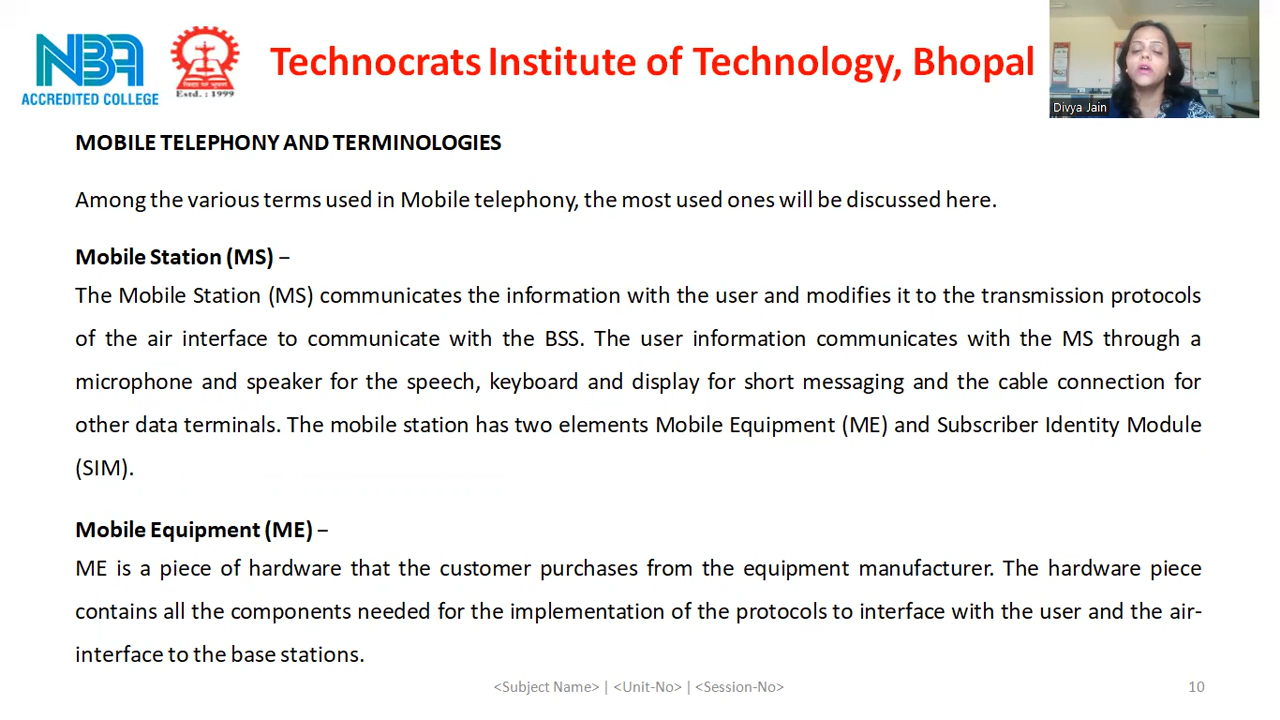 NBA
ACCREDITED COLLEGE
Estd. : 1999
Technocrats Institute of Technology, Bhopal
Divya Jain
MOBILE TELEPHONY AND TERMINOLOGIES
Among the various terms used in Mobile telephony, the most used ones will be discussed here.
Mobile Station (MS) –
The Mobile Station (MS) communicates the information with the user and modifies it to the transmission protocols
of the air interface to communicate with the BSS. The user information communicates with the MS through a
microphone and speaker for the speech, keyboard and display for short messaging and the cable connection for
other data terminals. The mobile station has two elements Mobile Equipment (ME) and Subscriber Identity Module
(SIM).
Mobile Equipment (ME) –
ME is a piece of hardware that the customer purchases from the equipment manufacturer. The hardware piece
contains all the components needed for the implementation of the protocols to interface with the user and the air-
interface to the base stations.
<Subject Name> | <Unit-No> | <Session-No>
10